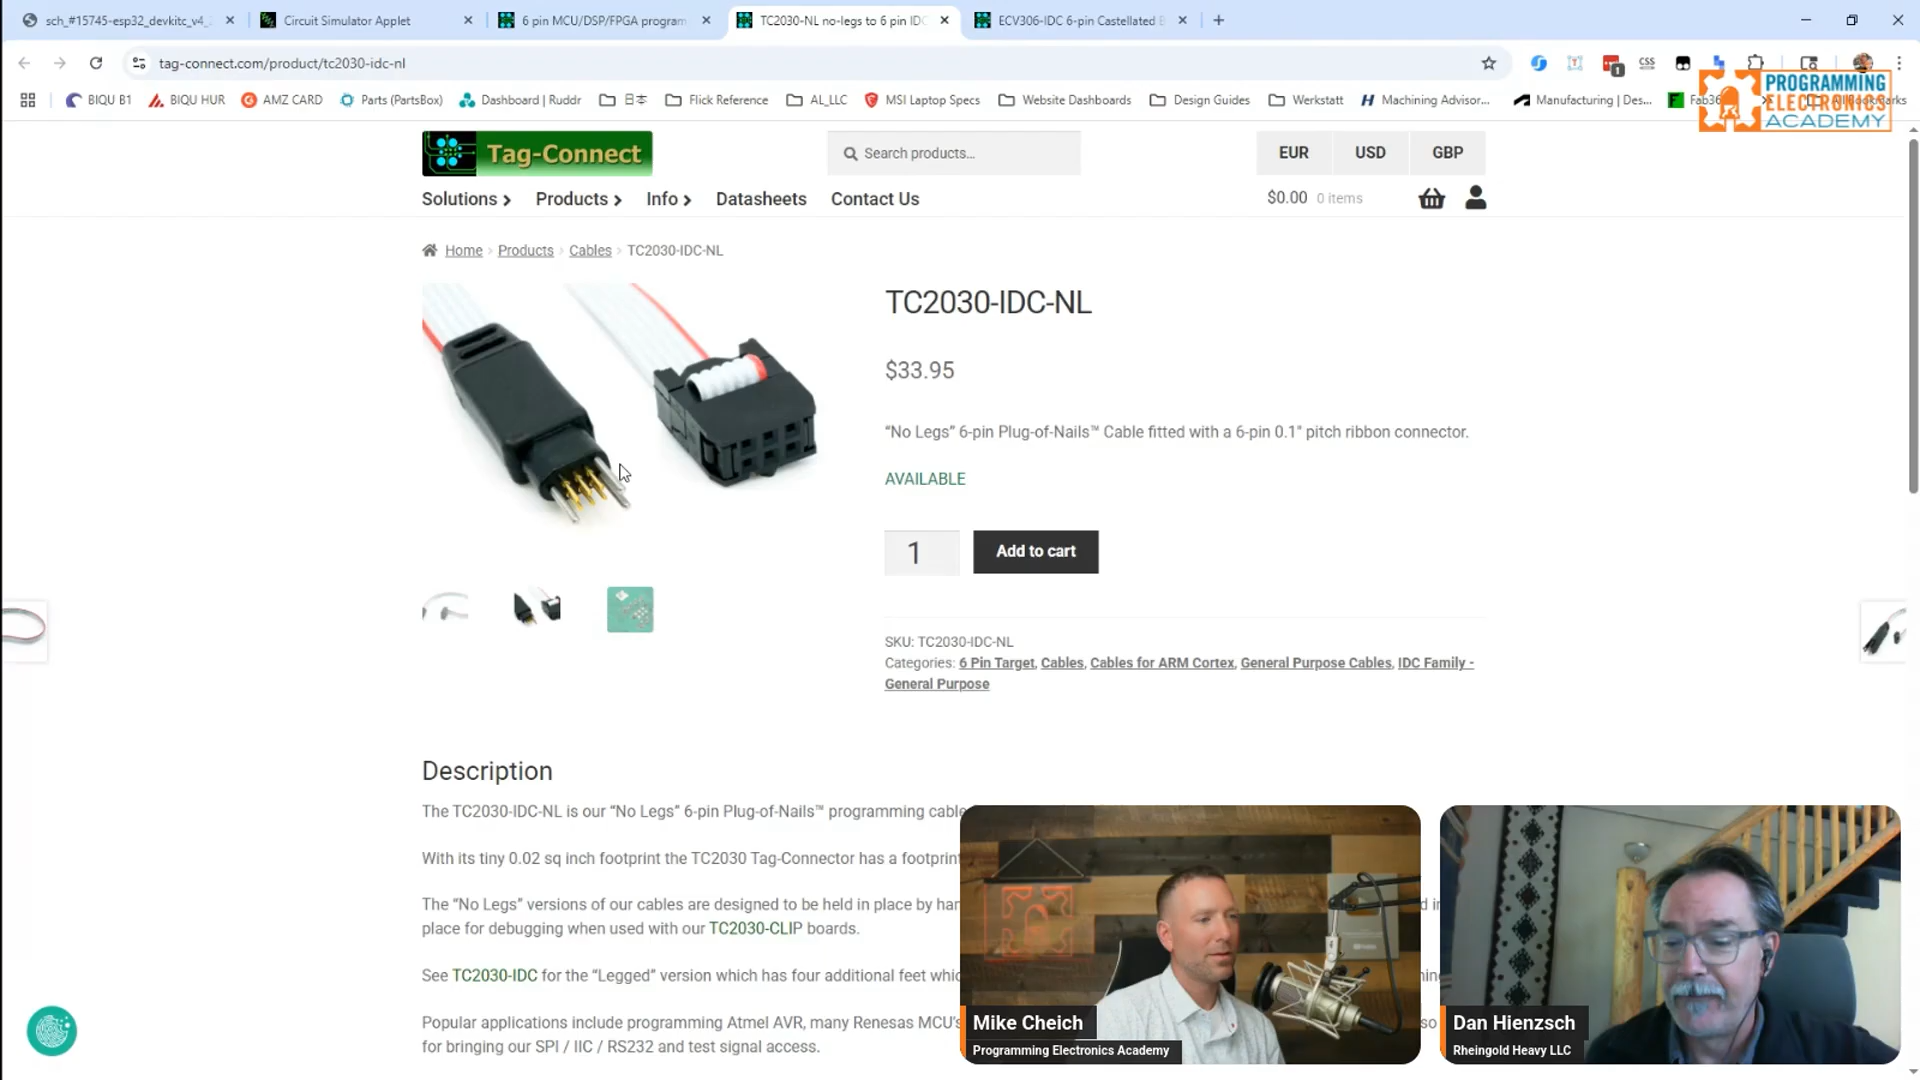 sch_#15745-esp32_devkitc_v4_
Circuit Simulator Applet
6 pin MCU/DSP/FPGA program
TC2030-NL no-legs to 6 pin IDC
ECV306-IDC 6-pin Castellated
tag-connect.com/product/tc2030-idc-nl
BIQU B1
BIQU HUR
AMZ CARD
Parts (PartsBox)
Dashboard | Ruddr
日本
Flick Reference
AL_LLC
MSI Laptop Specs
Website Dashboards
Design Guides
Werkstatt
Machining Advisor...
Manufacturing | Des...
PROGRAMMING
ELECTRONICS
ACADEMY
Tag-Connect
Search products...
EUR
USD
GBP
Solutions
Products
Info
Datasheets
Contact Us
$0.00 0 items
Home Products Cables TC2030-IDC-NL
TC2030-IDC-NL
$33.95
“No Legs” 6-pin Plug-of-Nails™ Cable fitted with a 6-pin 0.1" pitch ribbon connector.
AVAILABLE
1
Add to cart
SKU: TC2030-IDC-NL
Categories: 6 Pin Target, Cables, Cables for ARM Cortex, General Purpose Cables, IDC Family -
General Purpose
Description
The TC2030-IDC-NL is our “No Legs” 6-pin Plug-of-Nails™ programming cable
With its tiny 0.02 sq inch footprint the TC2030 Tag-Connector has a footprint
The “No Legs” versions of our cables are designed to be held in place by
place for debugging when used with our TC2030-CLIP boards.
See TC2030-IDC for the “Legged” version which has four additional feet
Popular applications include programming Atmel AVR, many Renesas MCU's
for bringing our SPI / IIC / RS232 and test signal access.
Mike Cheich
Programming Electronics Academy
Dan Hienzsch
Rheingold Heavy LLC